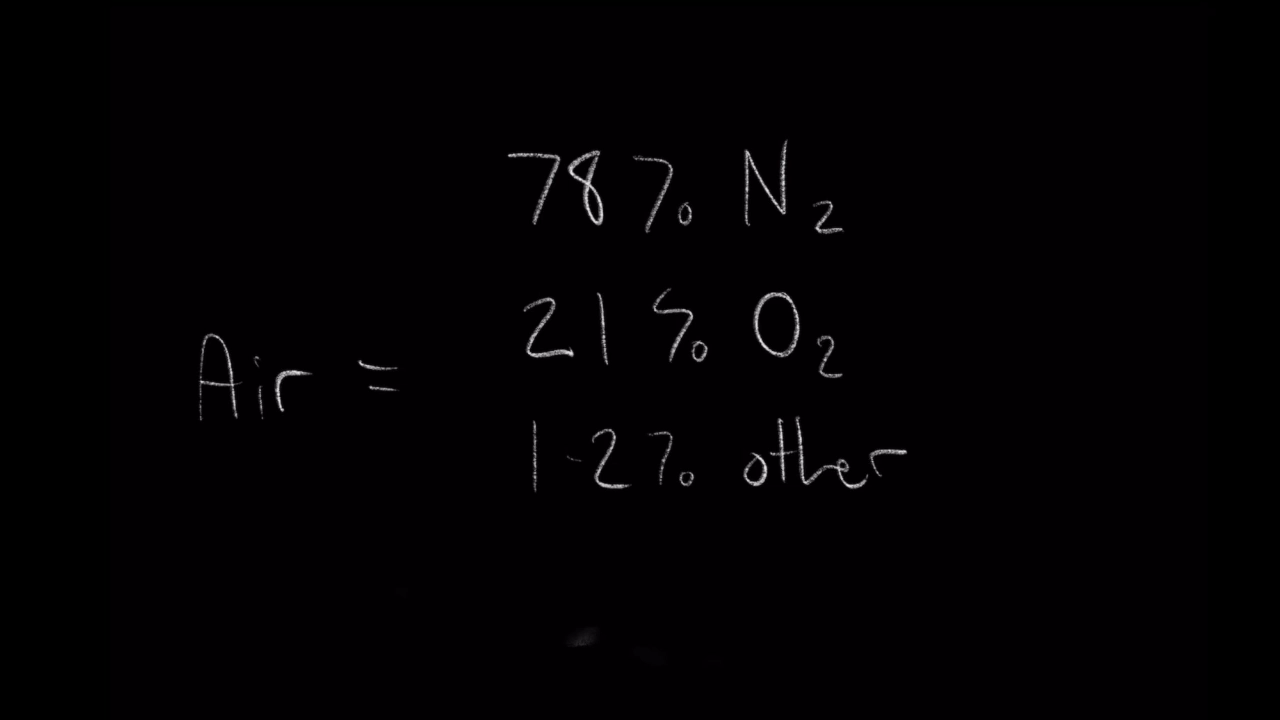 78% N₂
21% O₂
Air =
1-2% other